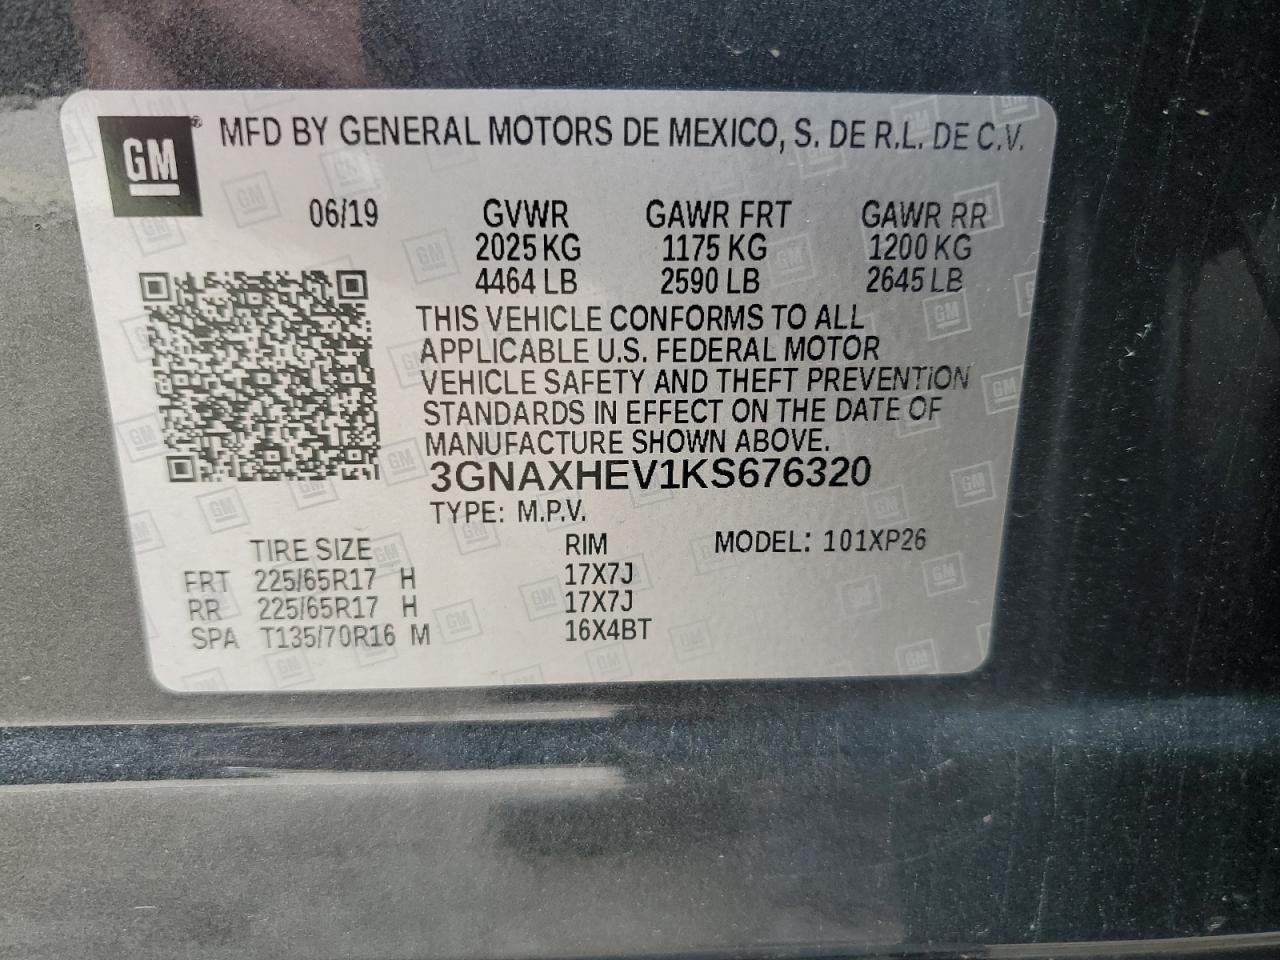 GM® MFD BY GENERAL MOTORS DE MEXICO, S. DE R.L. DE C.V.
06/19 GVWR GAWR FRT GAWR RR
2025 KG 1175 KG 1200 KG
4464 LB 2590 LB 2645 LB
THIS VEHICLE CONFORMS TO ALL
APPLICABLE U.S. FEDERAL MOTOR
VEHICLE SAFETY AND THEFT PREVENTION
STANDARDS IN EFFECT ON THE DATE OF
MANUFACTURE SHOWN ABOVE.
3GNAXHEV1KS676320
TYPE: M.P.V.
TIRE SIZE RIM MODEL: 101XP26
FRT 225/65R17 H 17X7J
RR 225/65R17 H 17X7J
SPA T135/70R16 M 16X4BT